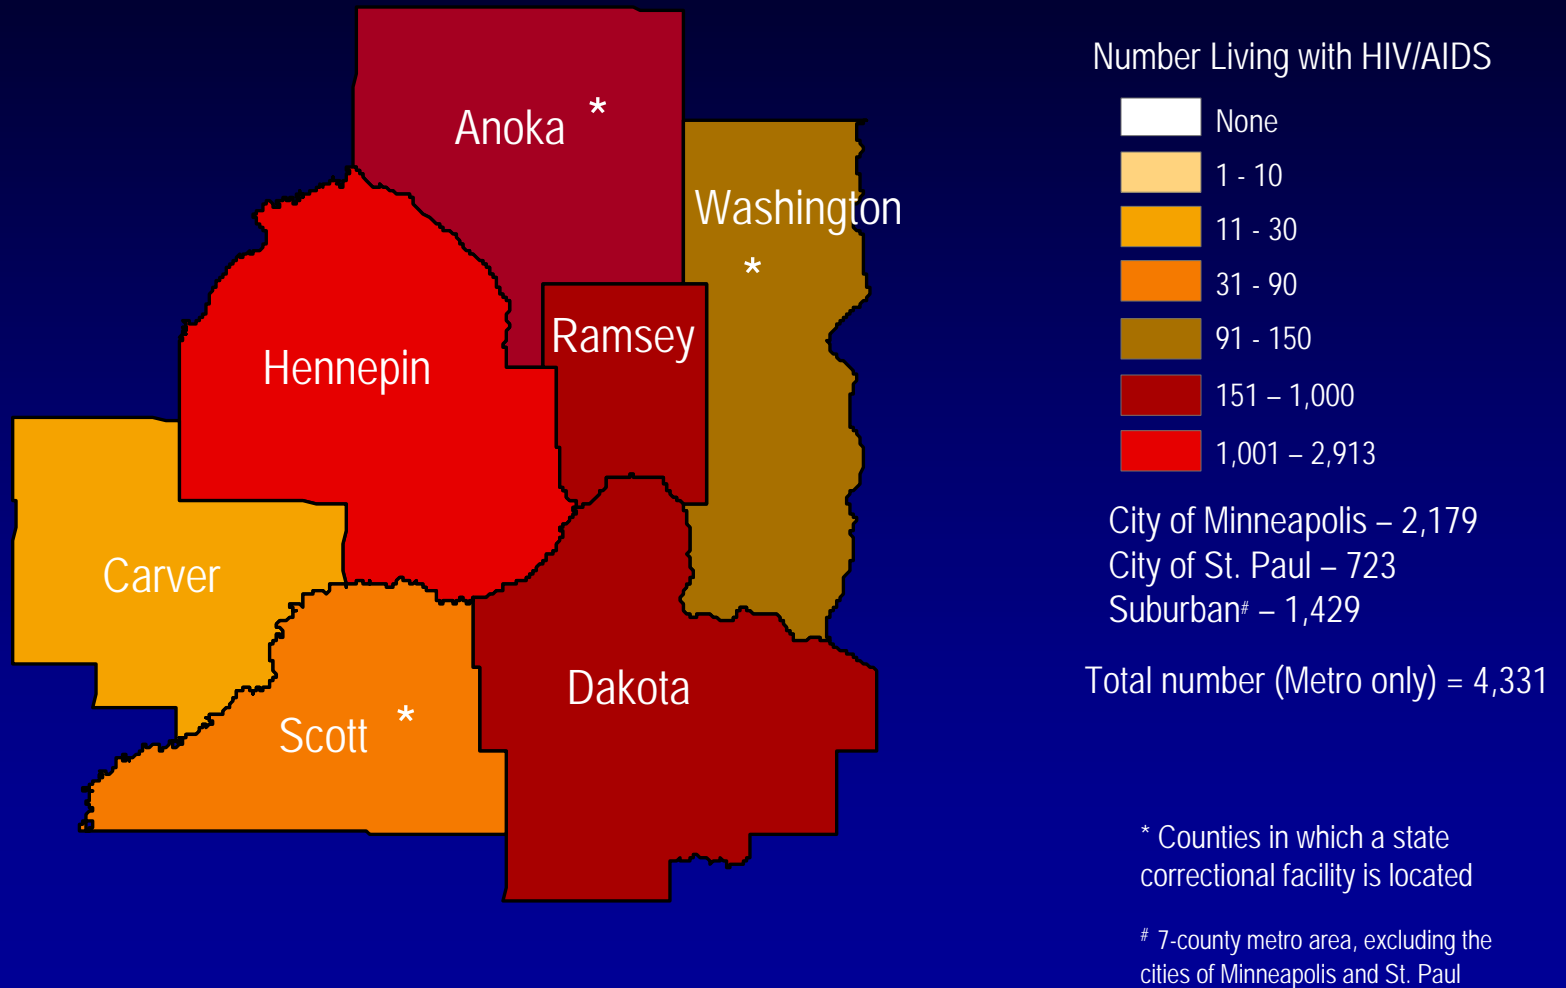 Anoka *
Washington
*
Ramsey
Hennepin
Carver
Dakota
Scott *
Number Living with HIV/AIDS
None
1 - 10
11 - 30
31 - 90
91 - 150
151 – 1,000
1,001 – 2,913
City of Minneapolis – 2,179
City of St. Paul – 723
Suburban# – 1,429
Total number (Metro only) = 4,331
* Counties in which a state
correctional facility is located
# 7-county metro area, excluding the
cities of Minneapolis and St. Paul